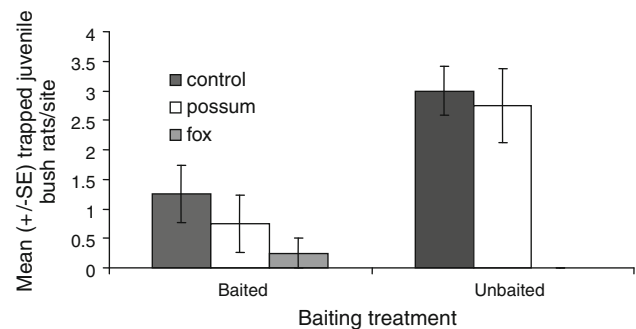 Mean (+/-SE) trapped juvenile
bush rats/site
4
3.5
3
2.5
2
1.5
1
0.5
0
control
possum
fox
Baited
Unbaited
Baiting treatment